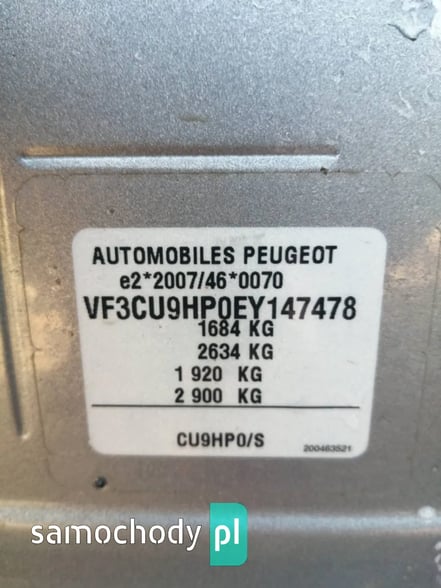 AUTOMOBILES PEUGEOT
e2*2007/46*0070
VF3CU9HP0EY147478
1684 KG
2634 KG
1 920 KG
2 900 KG
CU9HP0/S
200463521
samochody pl